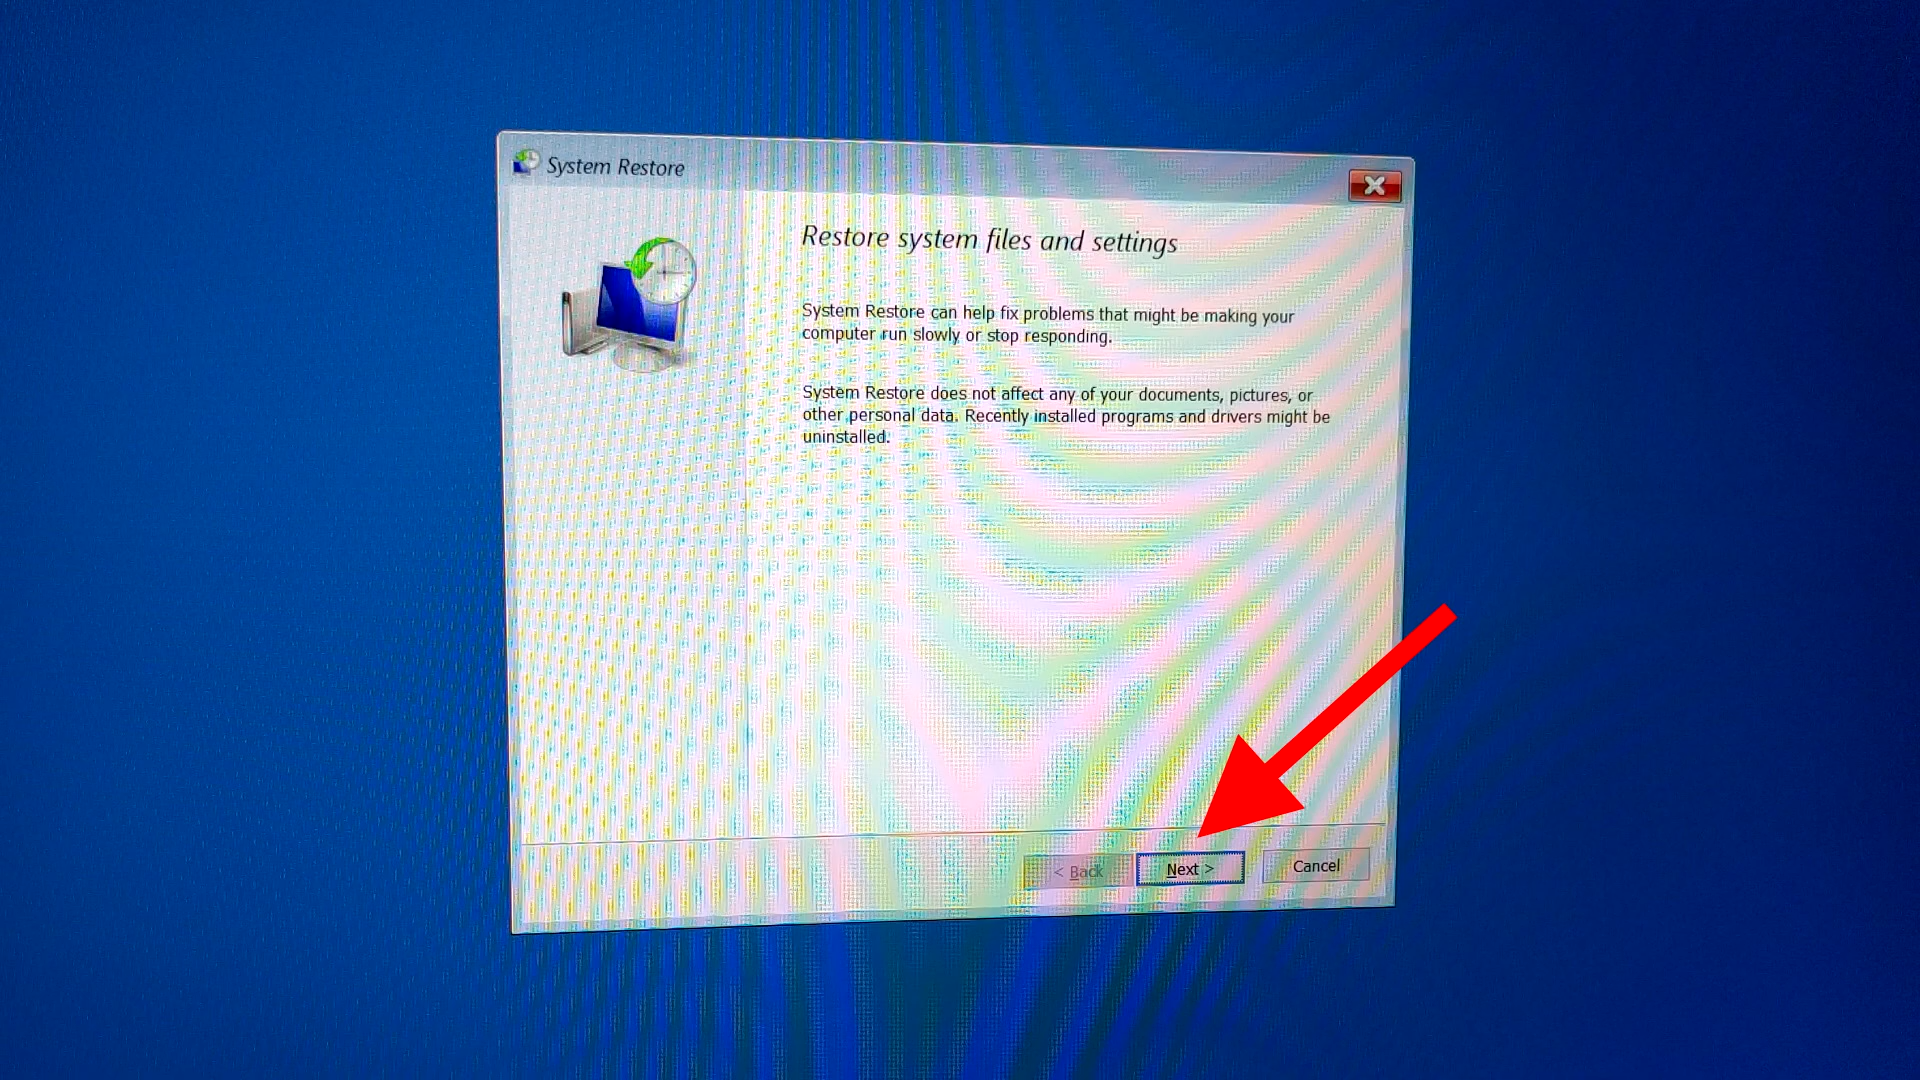 System Restore
Restore system files and settings
System Restore can help fix problems that might be making your
computer run slowly or stop responding.
System Restore does not affect any of your documents, pictures, or
other personal data. Recently installed programs and drivers might be
uninstalled.
< Back
Next >
Cancel